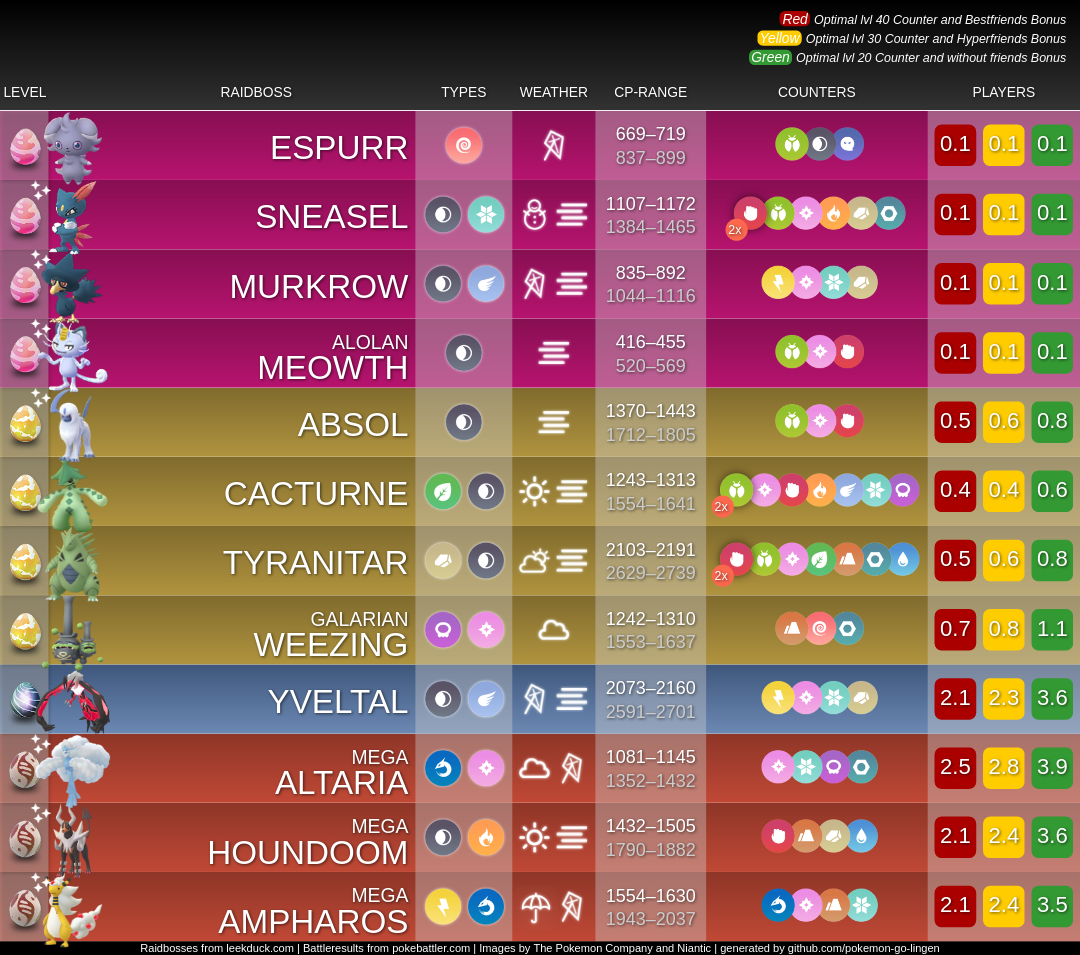 Red Optimal lvl 40 Counter and Bestfriends Bonus
Yellow Optimal lvl 30 Counter and Hyperfriends Bonus
Green Optimal lvl 20 Counter and without friends Bonus
LEVEL RAIDBOSS TYPES WEATHER CP-RANGE COUNTERS PLAYERS
ESPURR 669–719 0.1 0.1 0.1
837–899
SNEASEL 1107–1172 2x 0.1 0.1 0.1
1384–1465
MURKROW 835–892 0.1 0.1 0.1
1044–1116
ALOLAN
MEOWTH 416–455 0.1 0.1 0.1
520–569
ABSOL 1370–1443 0.5 0.6 0.8
1712–1805
CACTURNE 1243–1313 2x 0.4 0.4 0.6
1554–1641
TYRANITAR 2103–2191 2x 0.5 0.6 0.8
2629–2739
GALARIAN
WEEZING 1242–1310 0.7 0.8 1.1
1553–1637
YVELTAL 2073–2160 2.1 2.3 3.6
2591–2701
MEGA
ALTARIA 1081–1145 2.5 2.8 3.9
1352–1432
MEGA
HOUNDOOM 1432–1505 2.1 2.4 3.6
1790–1882
MEGA
AMPHAROS 1554–1630 2.1 2.4 3.5
1943–2037
Raidbosses from leekduck.com | Battleresults from pokebattler.com | Images by The Pokemon Company and Niantic | generated by github.com/pokemon-go-lingen